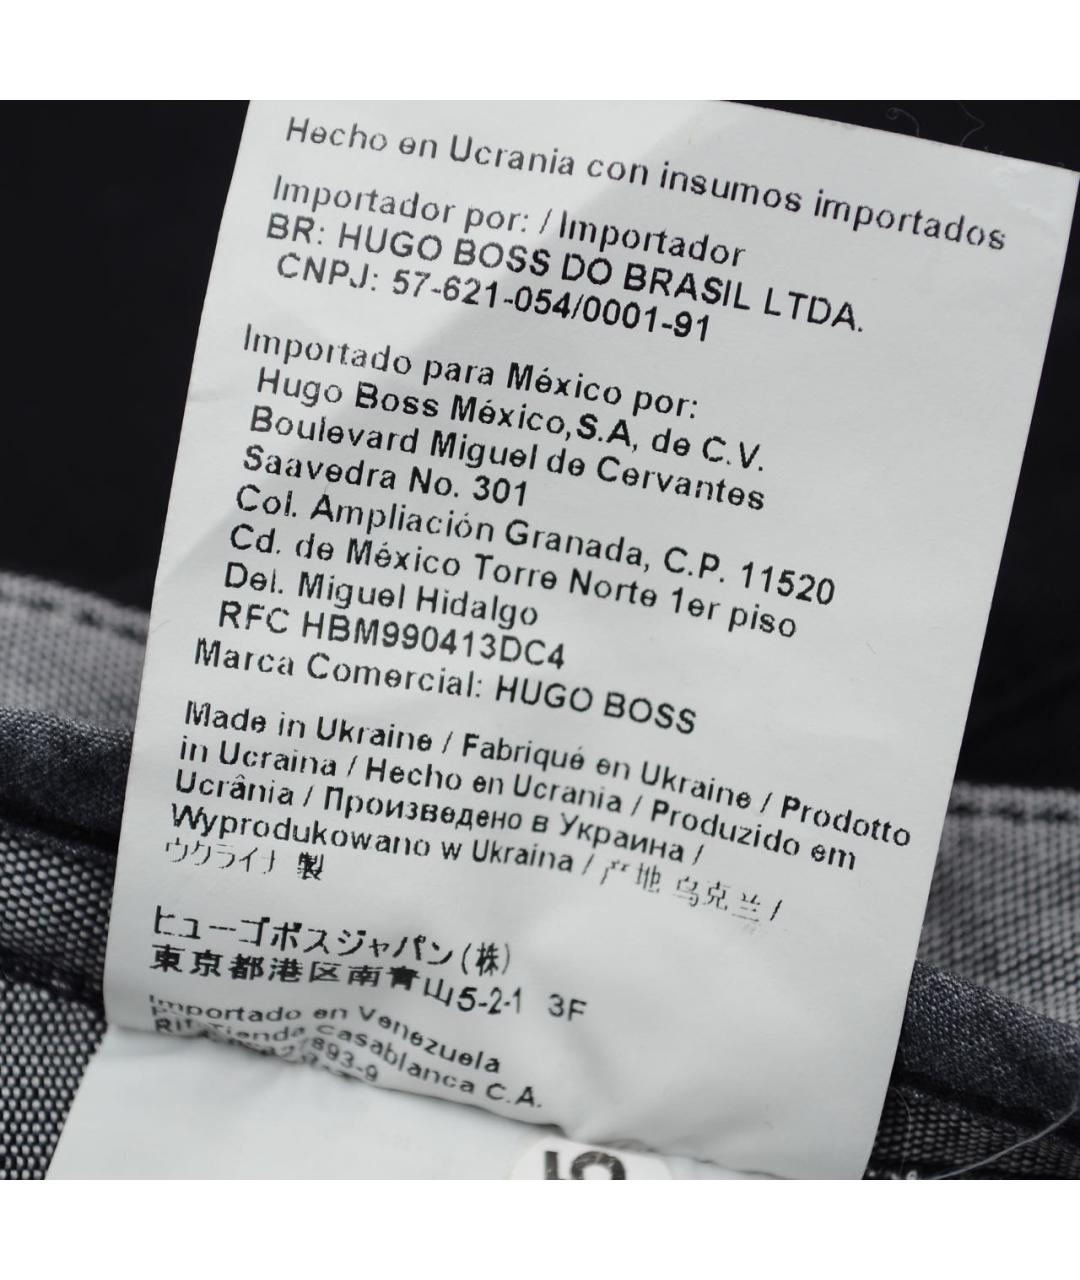 Hecho en Ucrania con insumos importados
Importador por: / Importador
BR: HUGO BOSS DO BRASIL LTDA.
CNPJ: 57-621-054/0001-91
Importado para México por:
Hugo Boss México,S.A, de C.V.
Boulevard Miguel de Cervantes
Saavedra No. 301
Col. Ampliación Granada, C.P. 11520
Cd. de México Torre Norte 1er piso
Del. Miguel Hidalgo
RFC HBM990413DC4
Marca Comercial: HUGO BOSS
Made in Ukraine / Fabriqué en Ukraine / Prodotto
in Ucraina / Hecho en Ucrania / Produzido em
Ucrânia / Произведено в Украина /
Wyprodukowano w Ukraina / 产地 乌克兰 /
ウクライナ 製
ヒューゴボスジャパン(株)
東京都港区南青山5-2-1 3F
Importado en Venezuela
Tienda Casablanca C.A.
893-9